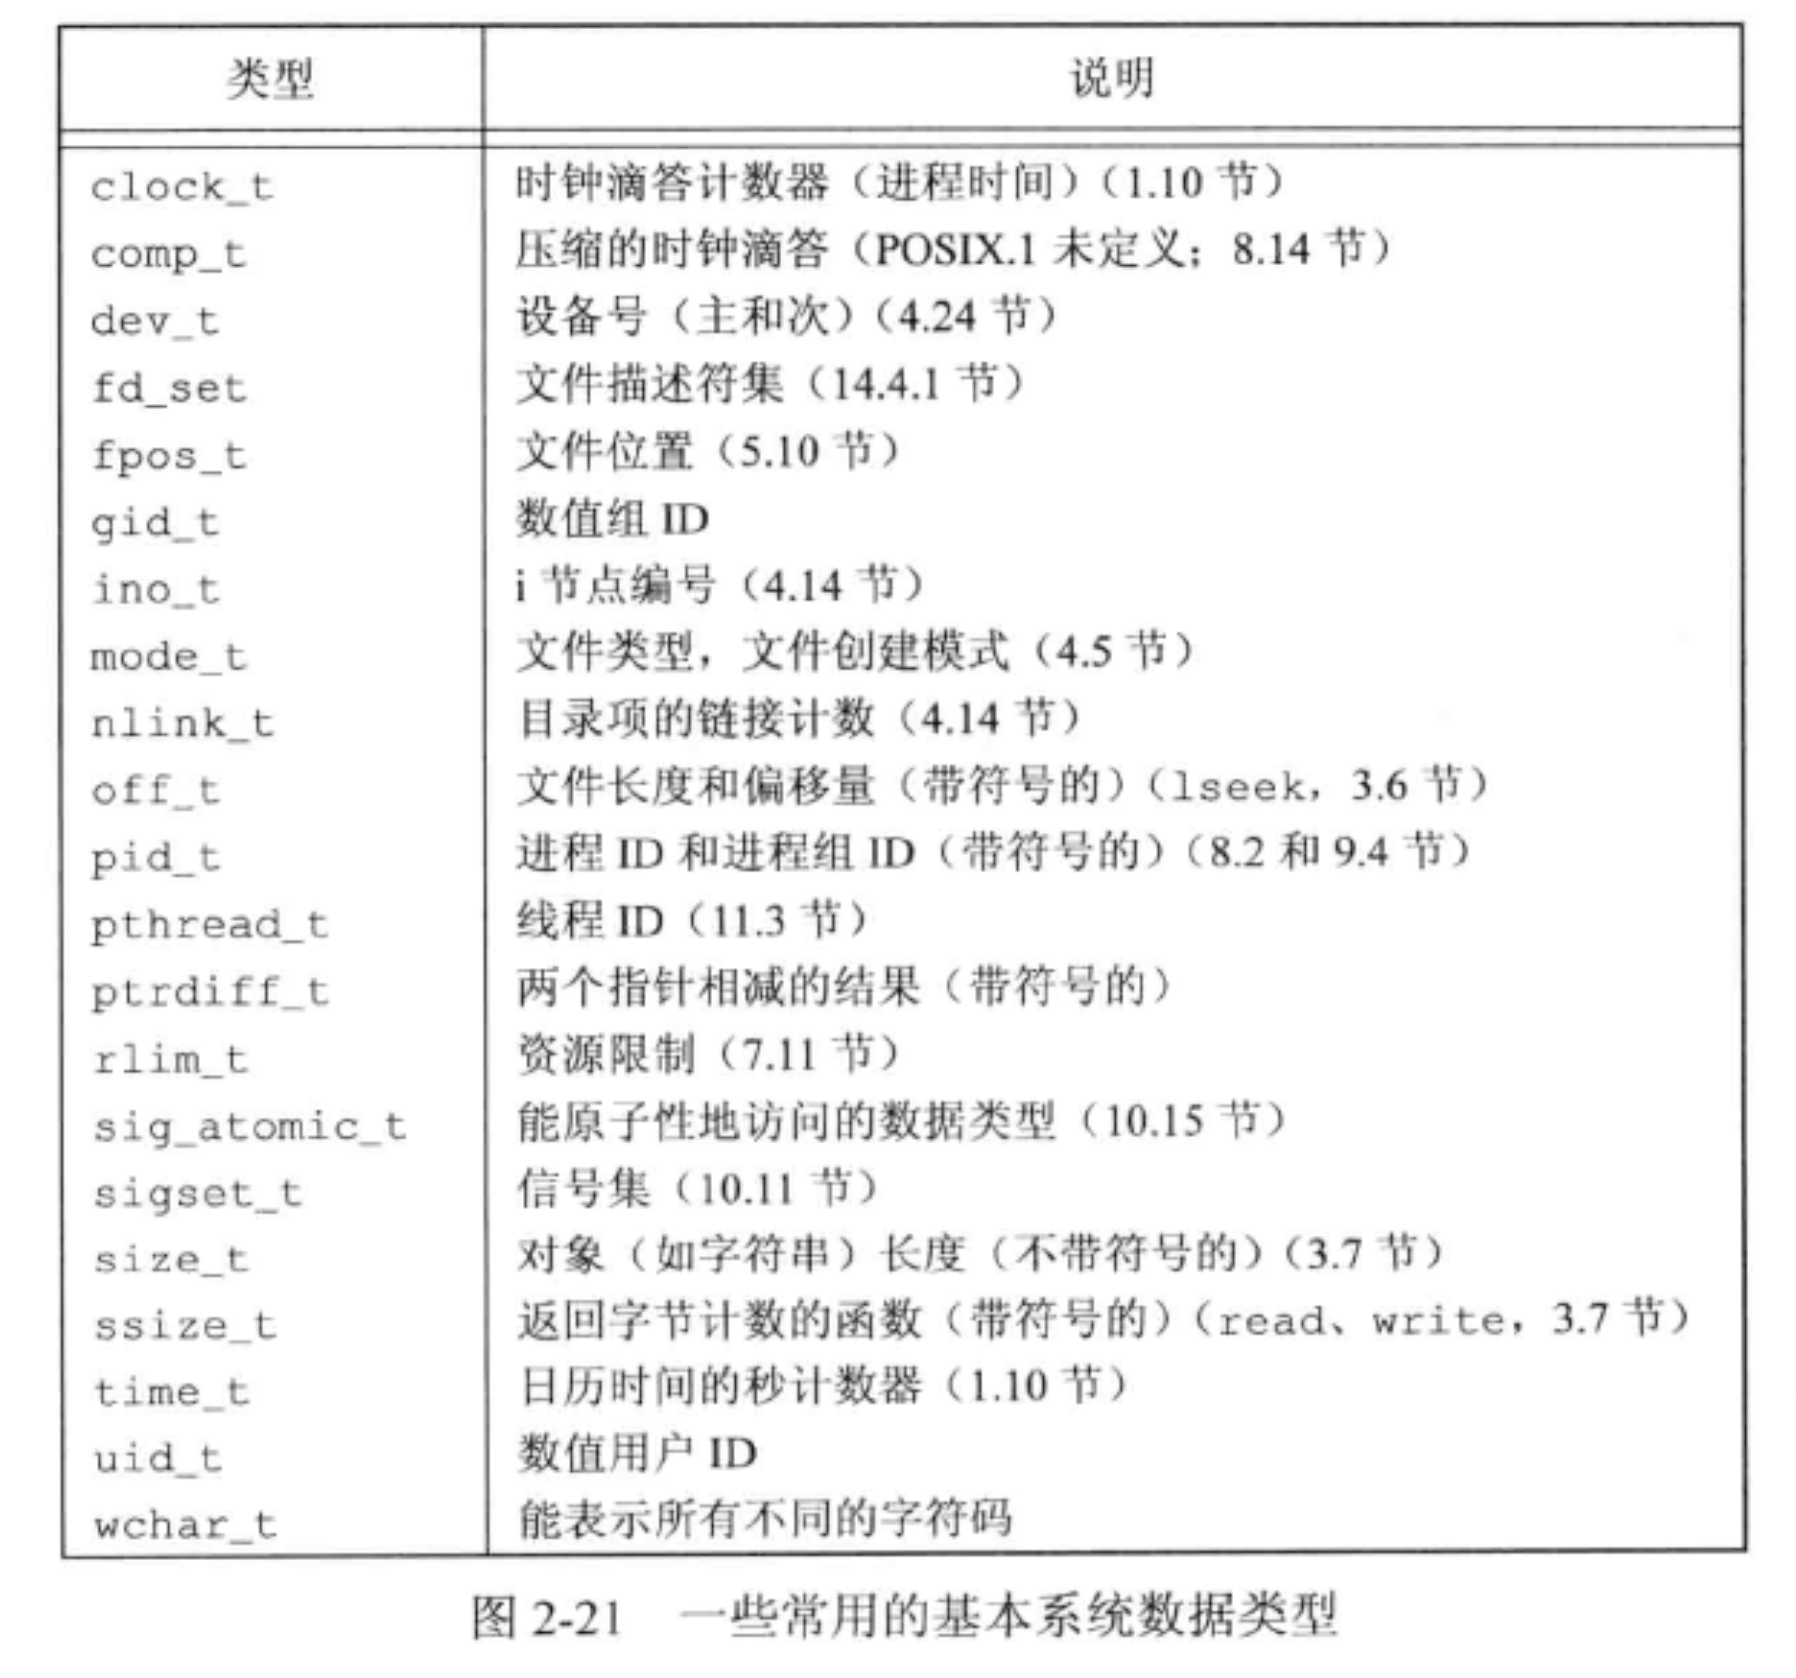 类型 说明
clock_t 时钟滴答计数器（进程时间）（1.10 节）
comp_t 压缩的时钟滴答（POSIX.1 未定义；8.14 节）
dev_t 设备号（主和次）（4.24 节）
fd_set 文件描述符集（14.4.1 节）
fpos_t 文件位置（5.10 节）
gid_t 数值组 ID
ino_t i 节点编号（4.14 节）
mode_t 文件类型，文件创建模式（4.5 节）
nlink_t 目录项的链接计数（4.14 节）
off_t 文件长度和偏移量（带符号的）（lseek，3.6 节）
pid_t 进程 ID 和进程组 ID（带符号的）（8.2 和 9.4 节）
pthread_t 线程 ID（11.3 节）
ptrdiff_t 两个指针相减的结果（带符号的）
rlim_t 资源限制（7.11 节）
sig_atomic_t 能原子性地访问的数据类型（10.15 节）
sigset_t 信号集（10.11 节）
size_t 对象（如字符串）长度（不带符号的）（3.7 节）
ssize_t 返回字节计数的函数（带符号的）（read、write，3.7 节）
time_t 日历时间的秒计数器（1.10 节）
uid_t 数值用户 ID
wchar_t 能表示所有不同的字符码
图 2-21 一些常用的基本系统数据类型